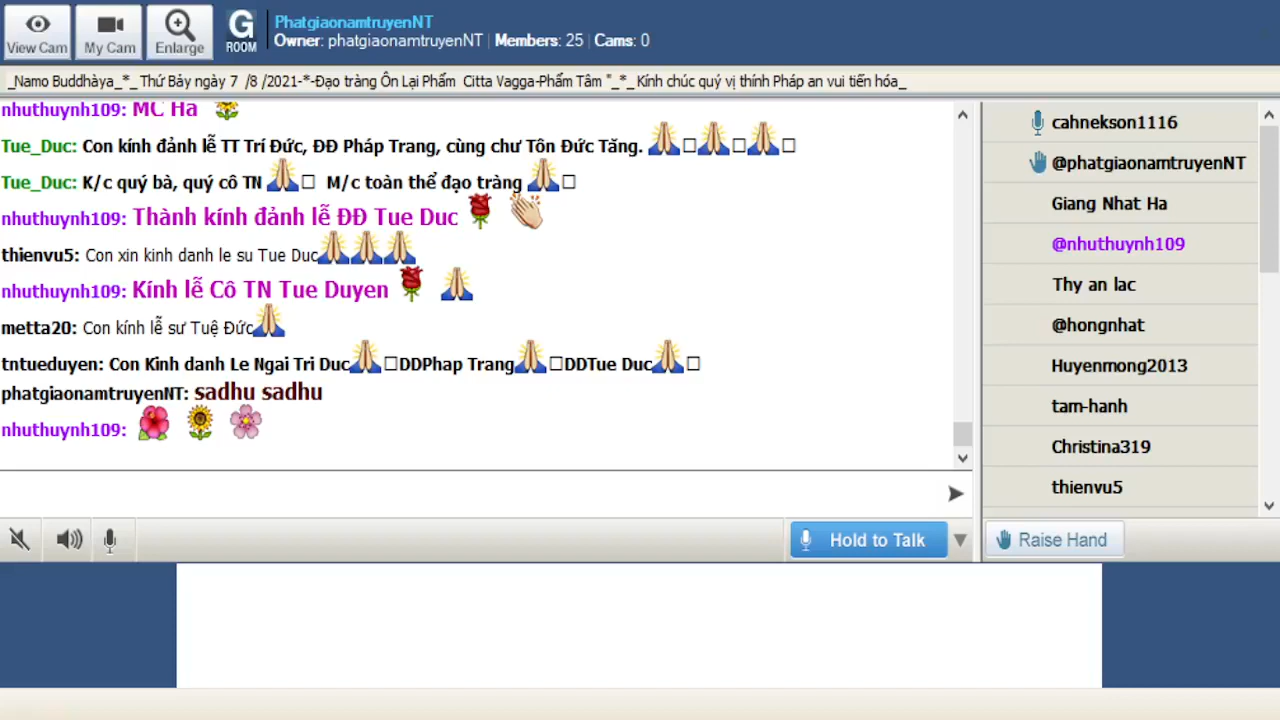 PhatgiaonamtruyenNT
Owner: phatgiaonamtruyenNT | Members: 25 | Cams: 0
View Cam
My Cam
Enlarge
G
ROOM
_Namo Buddhàya_*_ Thứ Bảy ngày 7 /8 /2021-*-Đạo tràng Ôn Lại Phẩm Citta Vagga-Phẩm Tâm "_*_Kính chúc quý vị thính Pháp an vui tiến hóa_
nhuthuynh109: MC Ha
Tue_Duc: Con kính đảnh lễ TT Trí Đức, ĐĐ Pháp Trang, cùng chư Tôn Đức Tăng.
Tue_Duc: K/c quý bà, quý cô TN M/c toàn thể đạo tràng
nhuthuynh109: Thành kính đảnh lễ ĐĐ Tue Duc
thienvu5: Con xin kinh danh le su Tue Duc
nhuthuynh109: Kính lễ Cô TN Tue Duyen
metta20: Con kính lễ sư Tuệ Đức
tntueduyen: Con Kinh danh Le Ngai Tri Duc DDPhap Trang DDTue Duc
phatgiaonamtruyenNT: sadhu sadhu
nhuthuynh109:
cahnekson1116
@phatgiaonamtruyenNT
Giang Nhat Ha
@nhuthuynh109
Thy an lac
@hongnhat
Huyenmong2013
tam-hanh
Christina319
thienvu5
Hold to Talk
Raise Hand